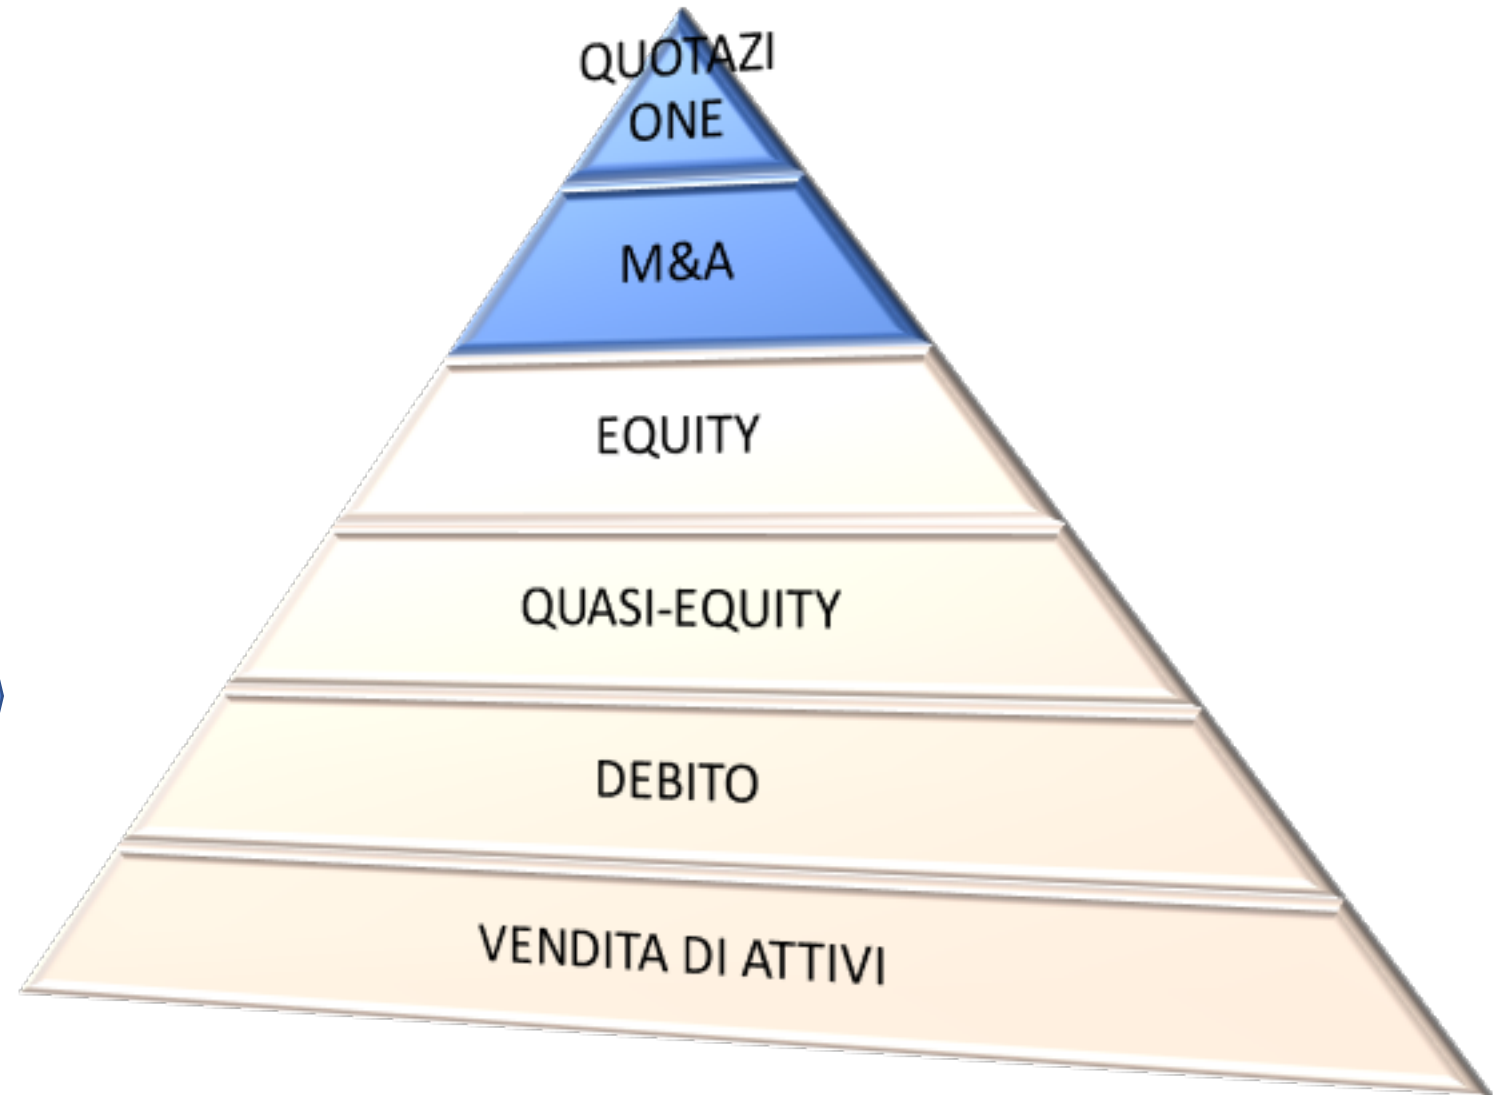 QUOTAZI
ONE
M&A
EQUITY
QUASI-EQUITY
DEBITO
VENDITA DI ATTIVI